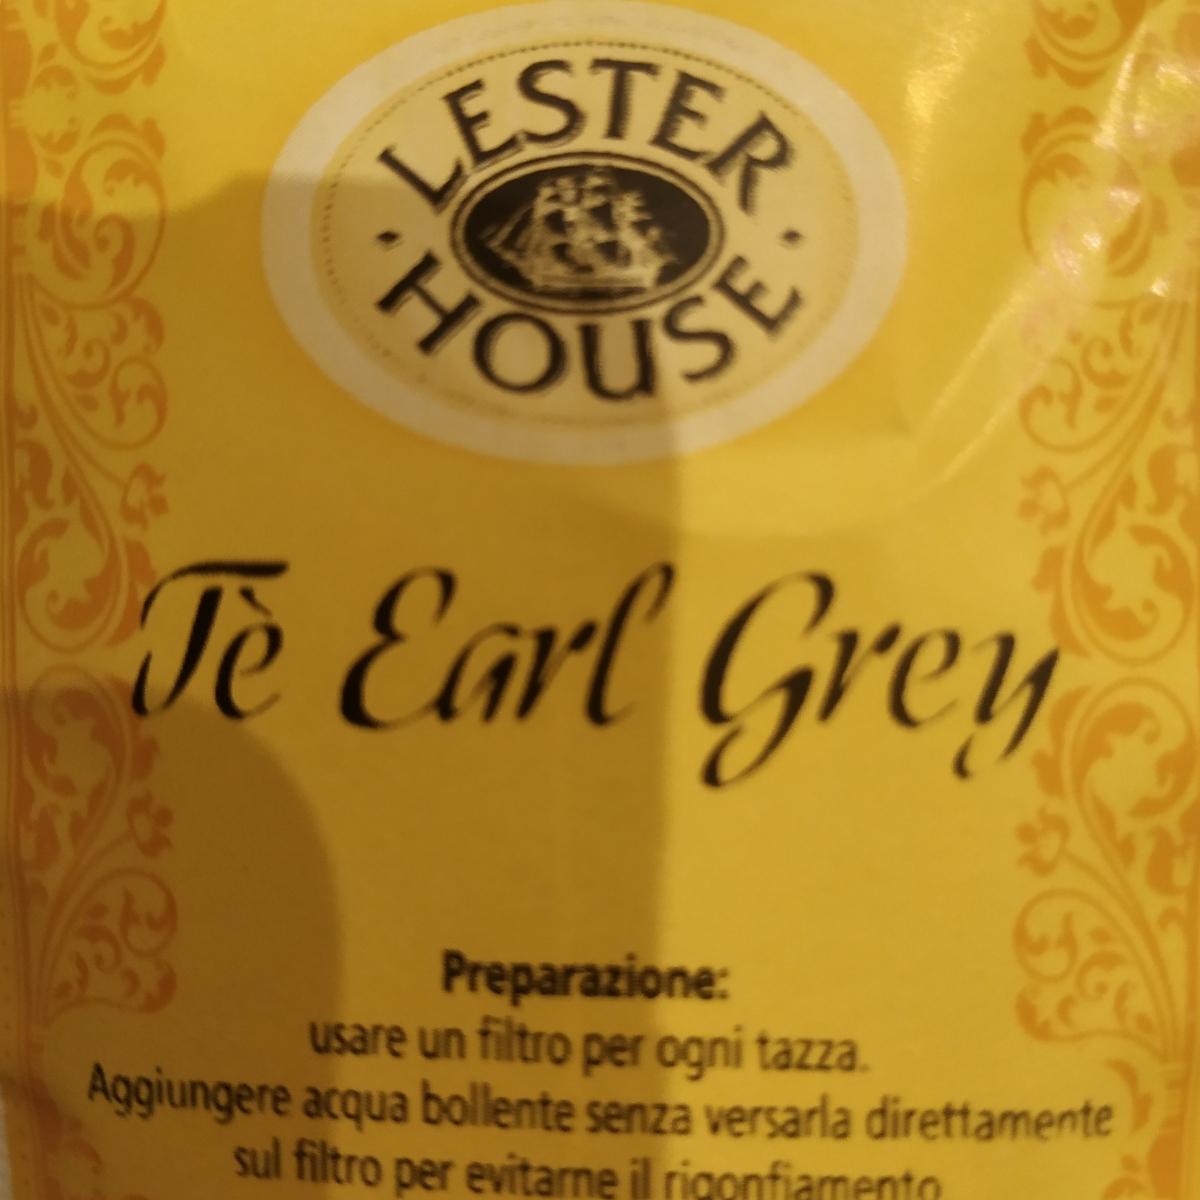 LESTER
HOUSE
Tè Earl Grey
Preparazione:
usare un filtro per ogni tazza.
Aggiungere acqua bollente senza versarla direttamente
sul filtro per evitarne il rigonfiamento